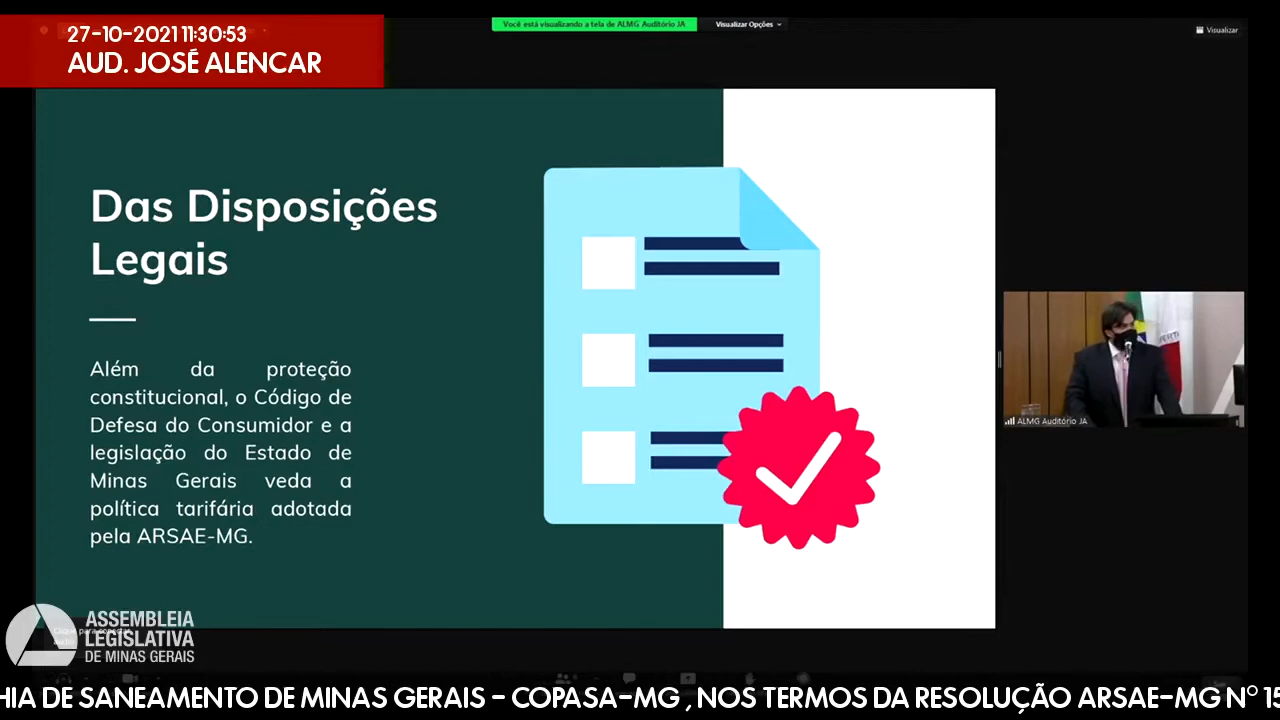 27-10-2021 11:30:53
AUD. JOSÉ ALENCAR
Você está visualizando a tela de ALMG Auditório JA
Visualizar Opções
Visualizar
Das Disposições
Legais
Além da proteção
constitucional, o Código de
Defesa do Consumidor e a
legislação do Estado de
Minas Gerais veda a
política tarifária adotada
pela ARSAE-MG.
ALMG Auditório JA
ASSEMBLEIA
LEGISLATIVA
DE MINAS GERAIS
HIA DE SANEAMENTO DE MINAS GERAIS - COPASA-MG , NOS TERMOS DA RESOLUÇÃO ARSAE-MG N° 15